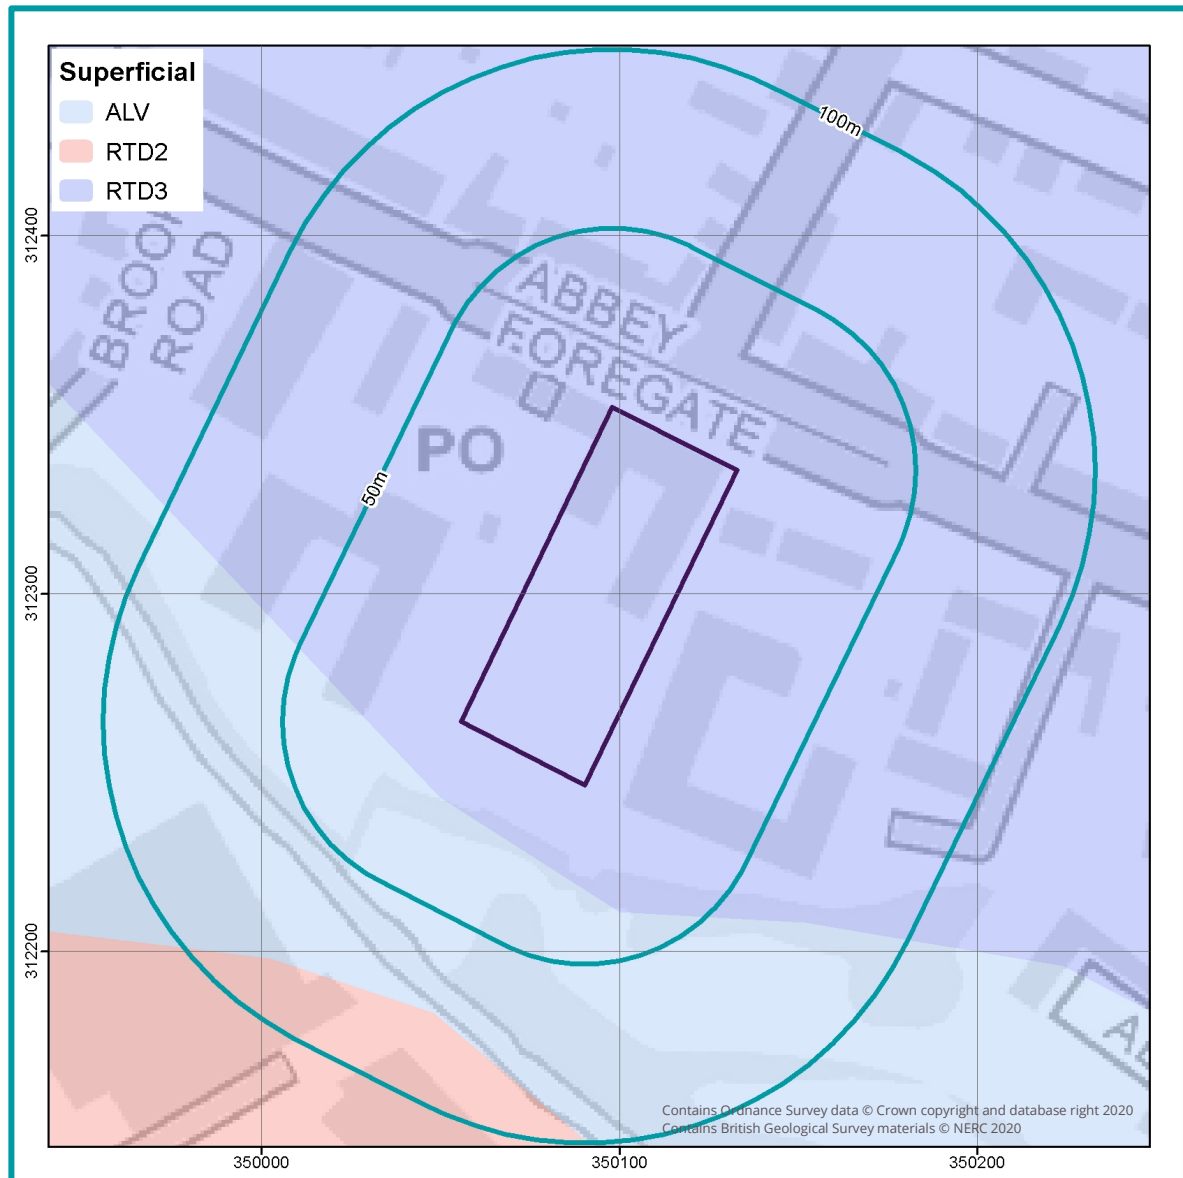 Superficial
ALV
RTD2
RTD3
100m
312400
BROOK
ROAD
ABBEY
FOREGATE
PO
50m
312300
312200
Contains Ordnance Survey data © Crown copyright and database right 2020
Contains British Geological Survey materials © NERC 2020
350000
350100
350200